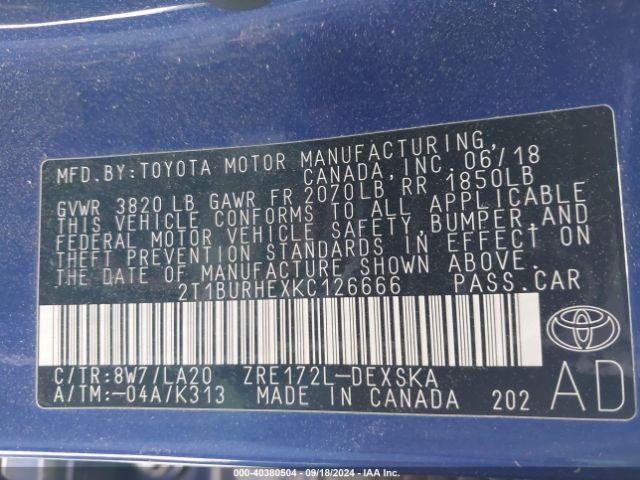 MFD.BY:TOYOTA MOTOR MANUFACTURING,
CANADA,INC. 06/18
GVWR 3820 LB GAWR FR 2070LB RR 1850LB
THIS VEHICLE CONFORMS TO ALL APPLICABLE
FEDERAL MOTOR VEHICLE SAFETY,BUMPER,AND
THEFT PREVENTION STANDARDS IN EFFECT ON
THE DATE OF MANUFACTURE SHOWN ABOVE.
2T1BURHEXKC126666 PASS.CAR
C/TR:8W7/LA20 ZRE172L-DEXSKA
A/TM:-04A/K313 MADE IN CANADA 202
AD
000-40380504 - 09/18/2024 - IAA Inc.